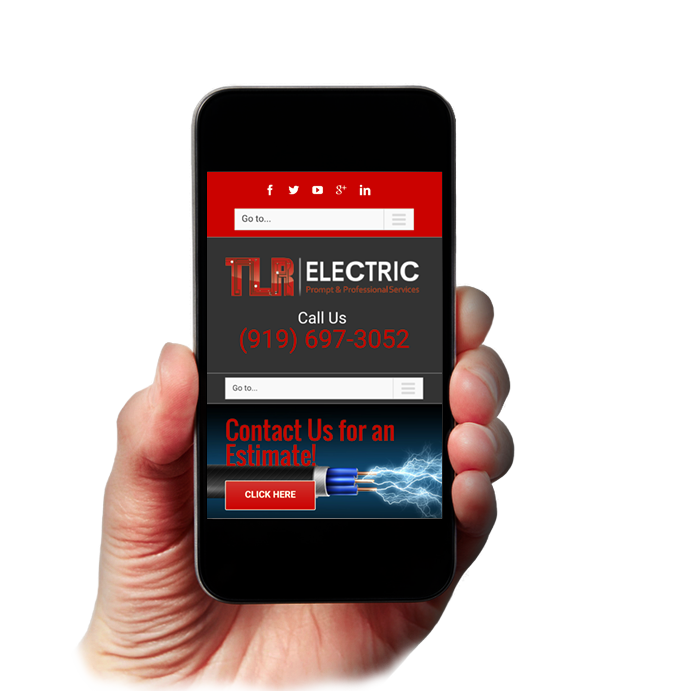 Go to...
TLR ELECTRIC
Prompt & Professional Services
Call Us
(919) 697-3052
Go to...
Contact Us for an
Estimate!
CLICK HERE